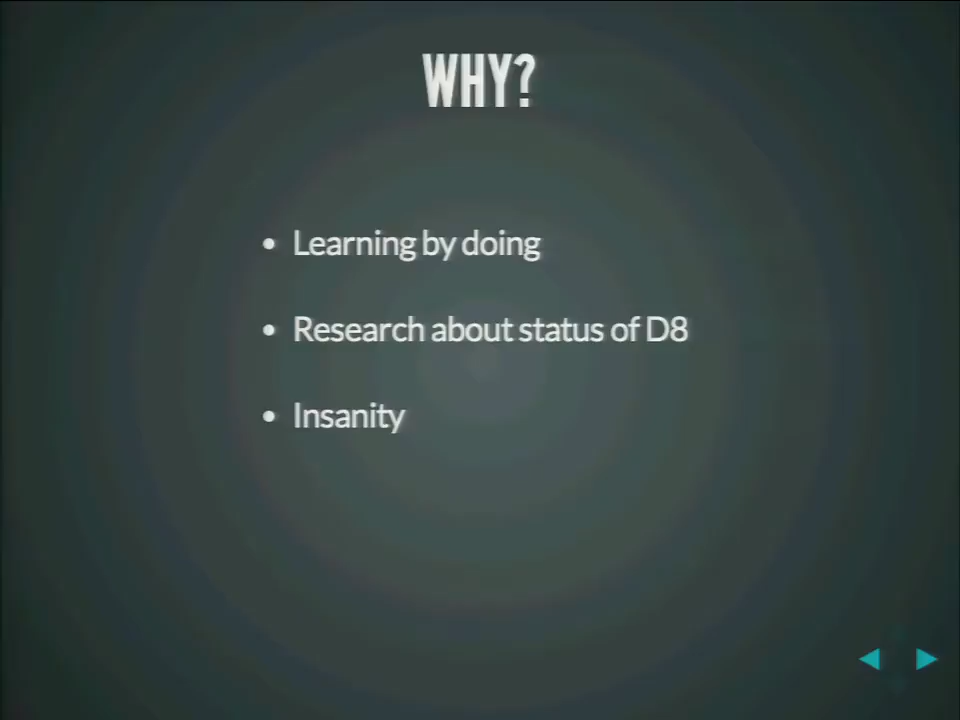 WHY?
• Learning by doing
• Research about status of D8
• Insanity